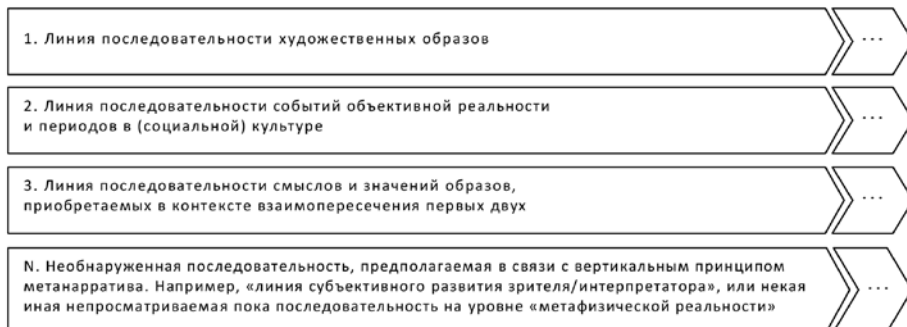 1. Линия последовательности художественных образов
...
2. Линия последовательности событий объективной реальности
и периодов в (социальной) культуре
...
3. Линия последовательности смыслов и значений образов,
приобретаемых в контексте взаимопересечения первых двух
...
N. Необнаруженная последовательность, предполагаемая в связи с вертикальным принципом
метанарратива. Например, «линия субъективного развития зрителя/интерпретатора», или некая
иная непросматриваемая пока последовательность на уровне «метафизической реальности»
...